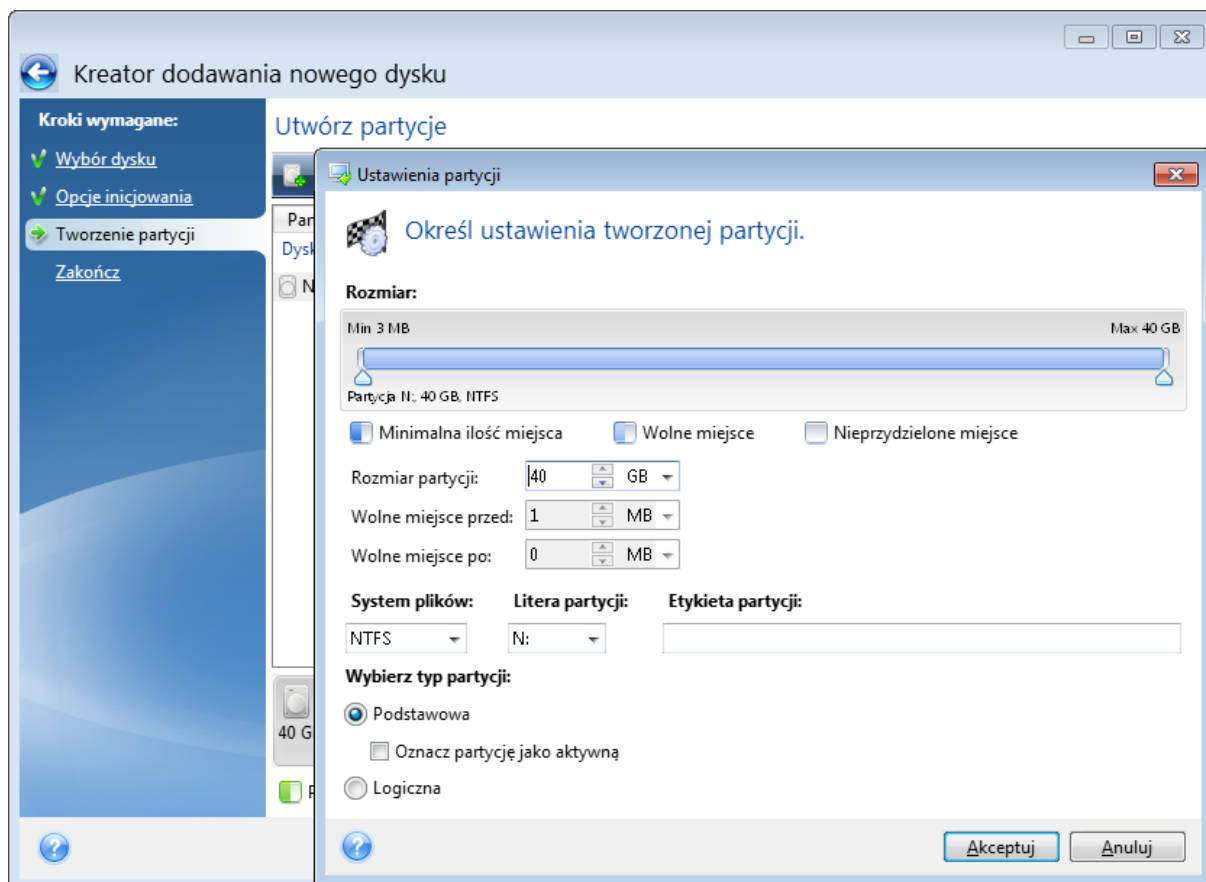 Kreator dodawania nowego dysku
Kroki wymagane:
Wybór dysku
Opcje inicjowania
Tworzenie partycji
Zakończ
Utwórz partycje
Par
Dysk
N
40 G
P
Ustawienia partycji
Określ ustawienia tworzonej partycji.
Rozmiar:
Min 3 MB Max 40 GB
Partycja N:, 40 GB, NTFS
Minimalna ilość miejsca Wolne miejsce Nieprzydzielone miejsce
Rozmiar partycji: 40 GB
Wolne miejsce przed: 1 MB
Wolne miejsce po: 0 MB
System plików: Litera partycji: Etykieta partycji:
NTFS N:
Wybierz typ partycji:
Podstawowa
Oznacz partycję jako aktywną
Logiczna
Akceptuj Anuluj